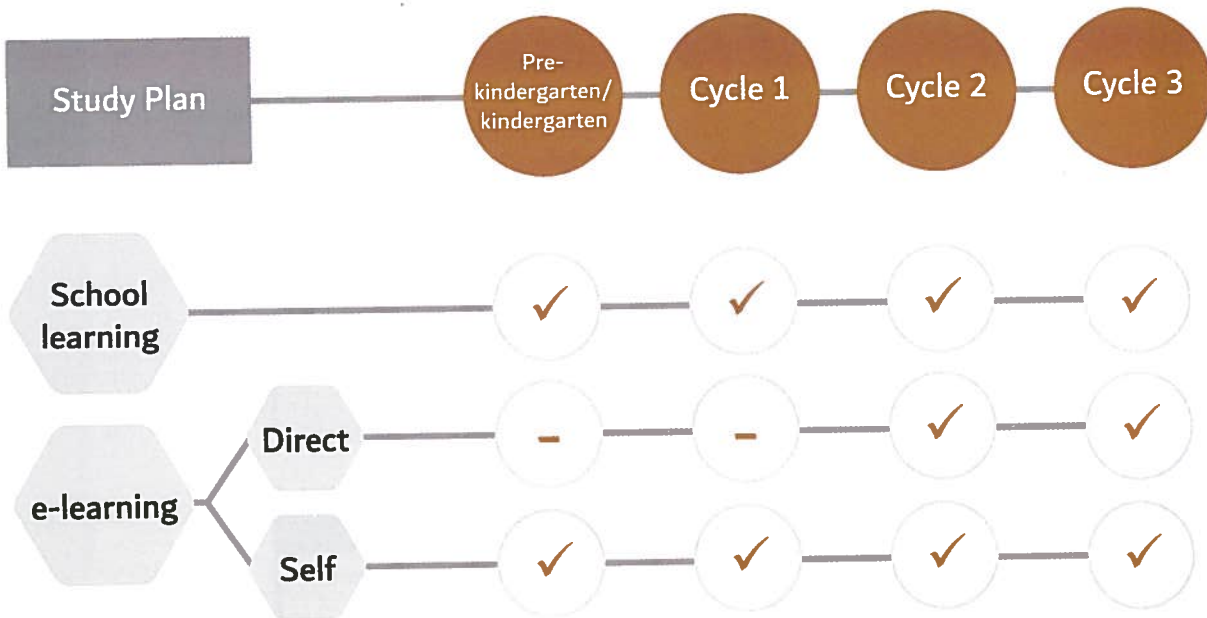 Study Plan
Pre-
kindergarten/
kindergarten
Cycle 1
Cycle 2
Cycle 3
School
learning
✓ ✓ ✓ ✓
e-learning
Direct
- - ✓ ✓
Self
✓ ✓ ✓ ✓